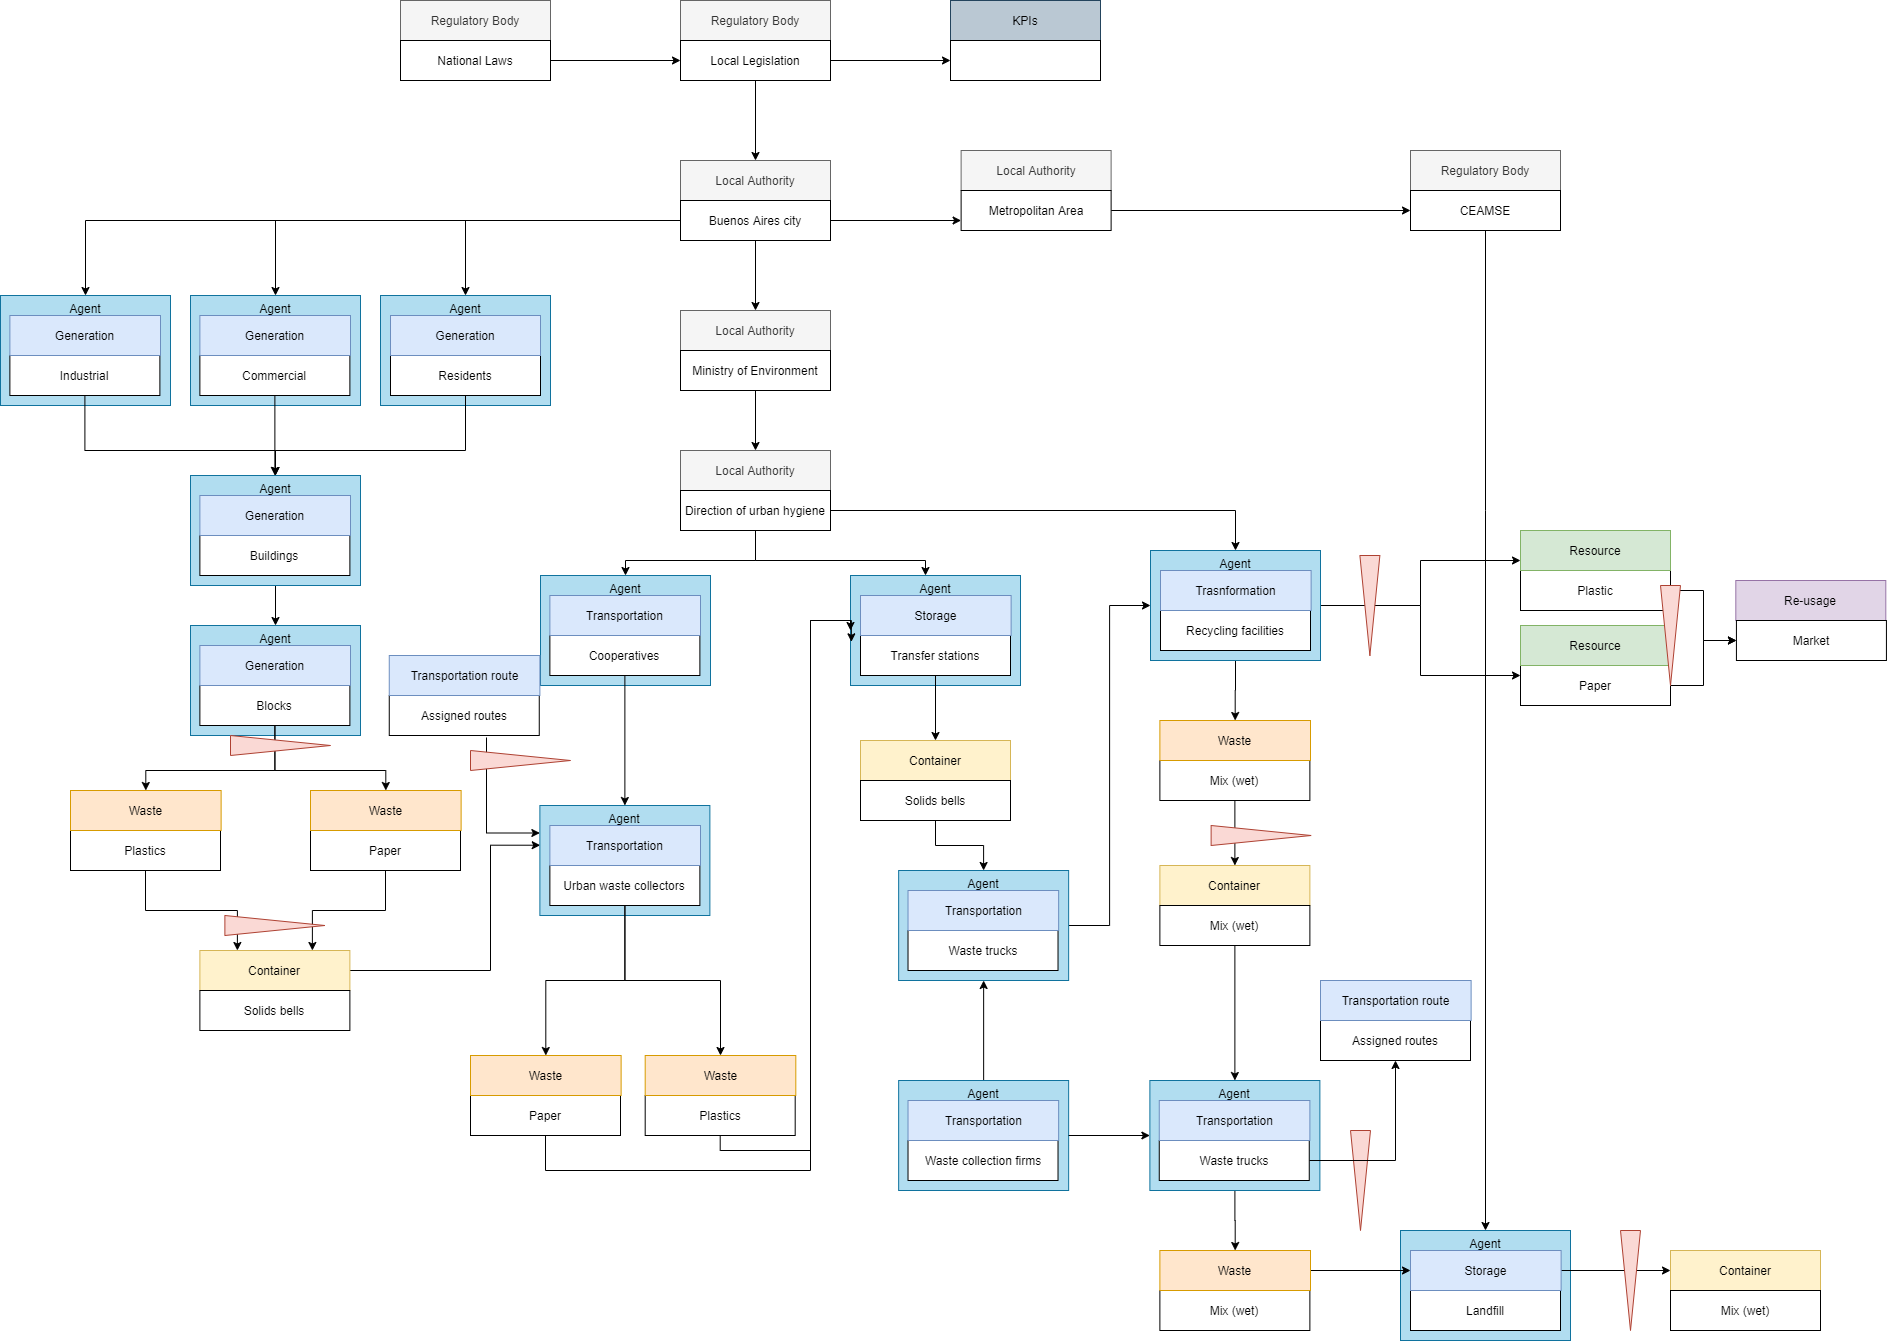 Regulatory Body
National Laws
Regulatory Body
Local Legislation
KPIs
Local Authority
Buenos Aires city
Local Authority
Metropolitan Area
Regulatory Body
CEAMSE
Agent
Generation
Industrial
Agent
Generation
Commercial
Agent
Generation
Residents
Local Authority
Ministry of Environment
Local Authority
Direction of urban hygiene
Agent
Generation
Buildings
Agent
Generation
Blocks
Transportation route
Assigned routes
Agent
Transportation
Cooperatives
Agent
Storage
Transfer stations
Agent
Trasnformation
Recycling facilities
Resource
Plastic
Resource
Paper
Re-usage
Market
Waste
Plastics
Waste
Paper
Container
Solids bells
Agent
Transportation
Urban waste collectors
Container
Solids bells
Waste
Mix (wet)
Container
Mix (wet)
Agent
Transportation
Waste trucks
Waste
Paper
Waste
Plastics
Agent
Transportation
Waste collection firms
Agent
Transportation
Waste trucks
Transportation route
Assigned routes
Waste
Mix (wet)
Agent
Storage
Landfill
Container
Mix (wet)